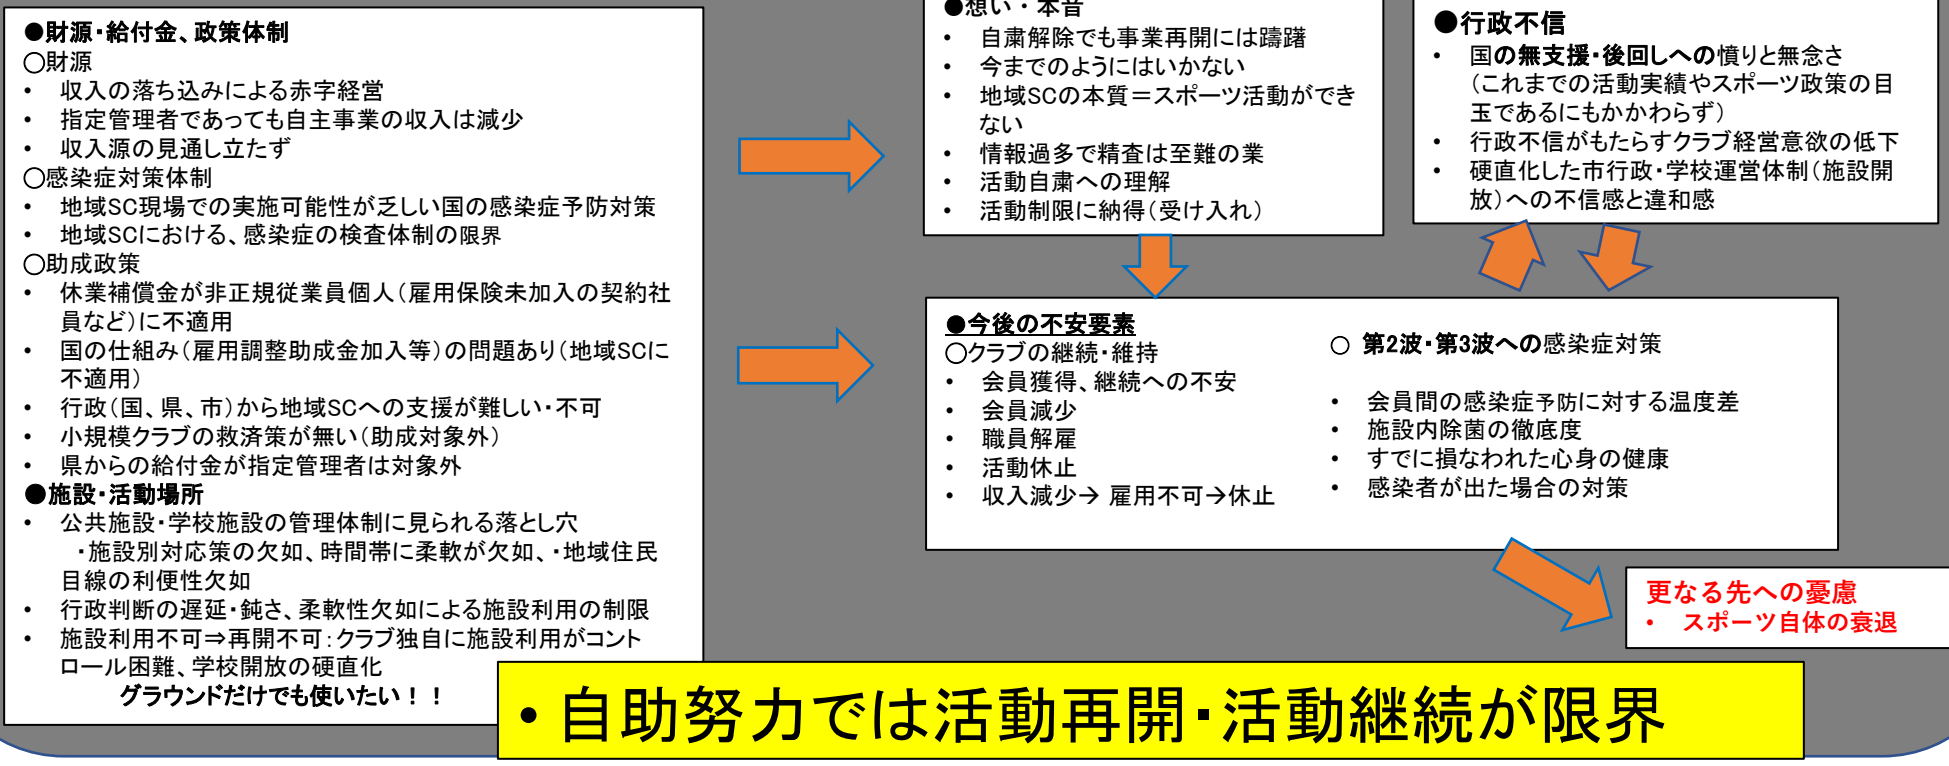 ●財源・給付金、政策体制
○財源
• 収入の落ち込みによる赤字経営
• 指定管理者であっても自主事業の収入は減少
• 収入源の見通し立たず
○感染症対策体制
• 地域SC現場での実施可能性が乏しい国の感染症予防対策
• 地域SCにおける、感染症の検査体制の限界
○助成政策
• 休業補償金が非正規従業員個人（雇用保険未加入の契約社
員など）に不適用
• 国の仕組み（雇用調整助成金加入等）の問題あり（地域SCに
不適用）
• 行政（国、県、市）から地域SCへの支援が難しい・不可
• 小規模クラブの救済策が無い（助成対象外）
• 県からの給付金が指定管理者は対象外
●施設・活動場所
• 公共施設・学校施設の管理体制に見られる落とし穴
・施設別対応策の欠如、時間帯に柔軟が欠如、・地域住民
目線の利便性欠如
• 行政判断の遅延・鈍さ、柔軟性欠如による施設利用の制限
• 施設利用不可⇒再開不可：クラブ独自に施設利用がコント
ロール困難、学校開放の硬直化
グラウンドだけでも使いたい！！
●想い・本音
• 自粛解除でも事業再開には躊躇
• 今までのようにはいかない
• 地域SCの本質＝スポーツ活動ができ
ない
• 情報過多で精査は至難の業
• 活動自粛への理解
• 活動制限に納得（受け入れ）
●行政不信
• 国の無支援・後回しへの憤りと無念さ
（これまでの活動実績やスポーツ政策の目
玉であるにもかかわらず）
• 行政不信がもたらすクラブ経営意欲の低下
• 硬直化した市行政・学校運営体制（施設開
放）への不信感と違和感
●今後の不安要素
○クラブの継続・維持
• 会員獲得、継続への不安
• 会員減少
• 職員解雇
• 活動休止
• 収入減少→ 雇用不可→休止
○ 第2波・第3波への感染症対策
• 会員間の感染症予防に対する温度差
• 施設内除菌の徹底度
• すでに損なわれた心身の健康
• 感染者が出た場合の対策
更なる先への憂慮
• スポーツ自体の衰退
• 自助努力では活動再開・活動継続が限界